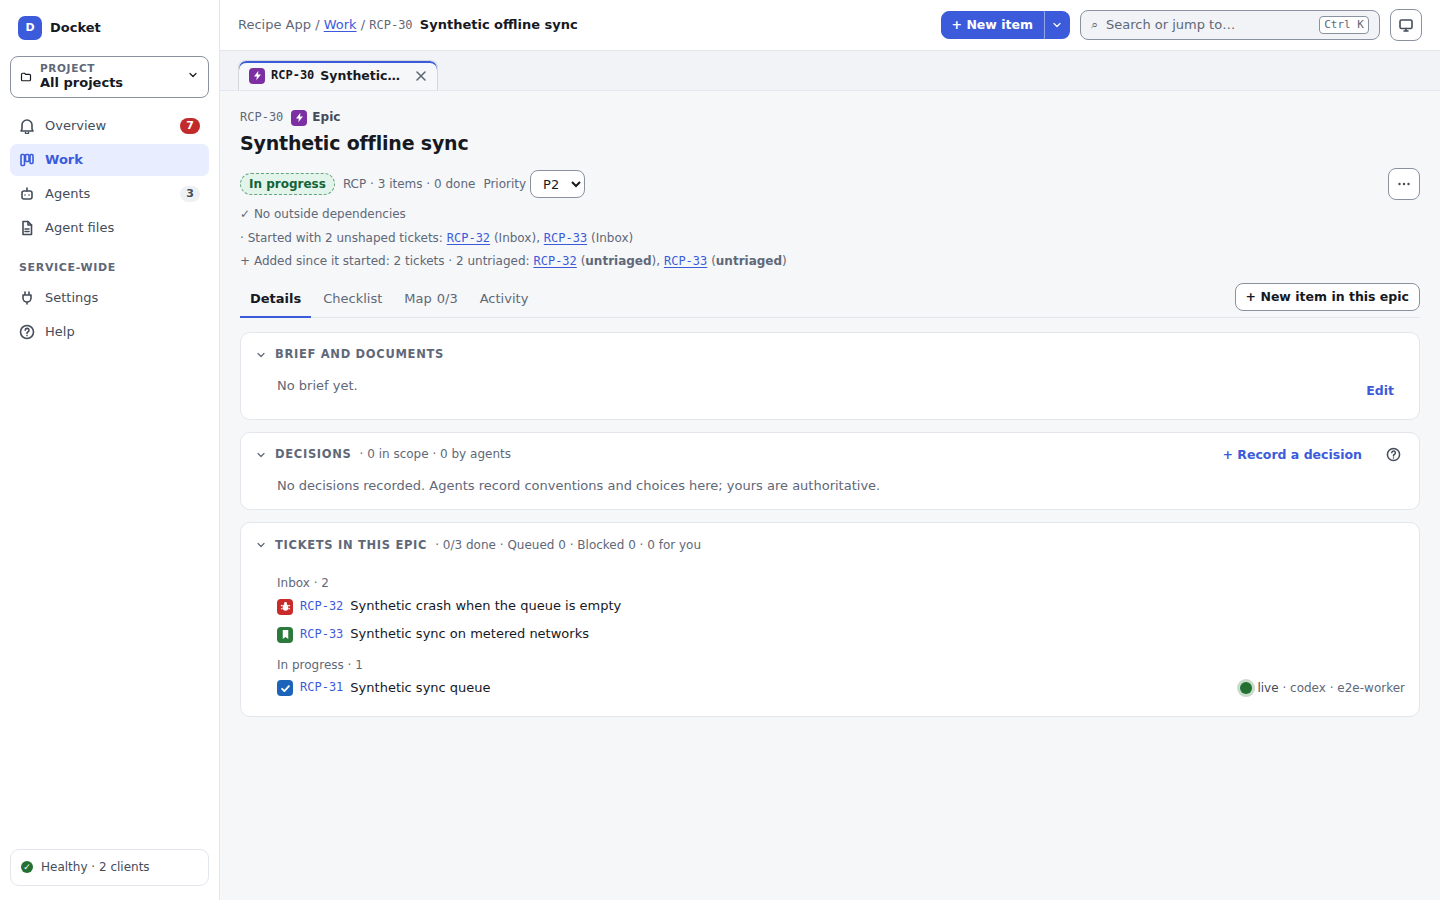 D Docket
PROJECT
All projects
Overview 7
Work
Agents 3
Agent files
SERVICE-WIDE
Settings
Help
✓ Healthy · 2 clients
Recipe App / Work / RCP-30 Synthetic offline sync
+ New item
Search or jump to… Ctrl K
RCP-30 Synthetic…
RCP-30 Epic
Synthetic offline sync
In progress RCP · 3 items · 0 done Priority P2
✓ No outside dependencies
· Started with 2 unshaped tickets: RCP-32 (Inbox), RCP-33 (Inbox)
+ Added since it started: 2 tickets · 2 untriaged: RCP-32 (untriaged), RCP-33 (untriaged)
Details Checklist Map 0/3 Activity
+ New item in this epic
BRIEF AND DOCUMENTS
No brief yet.
Edit
DECISIONS · 0 in scope · 0 by agents
+ Record a decision
No decisions recorded. Agents record conventions and choices here; yours are authoritative.
TICKETS IN THIS EPIC · 0/3 done · Queued 0 · Blocked 0 · 0 for you
Inbox · 2
RCP-32 Synthetic crash when the queue is empty
RCP-33 Synthetic sync on metered networks
In progress · 1
RCP-31 Synthetic sync queue
live · codex · e2e-worker